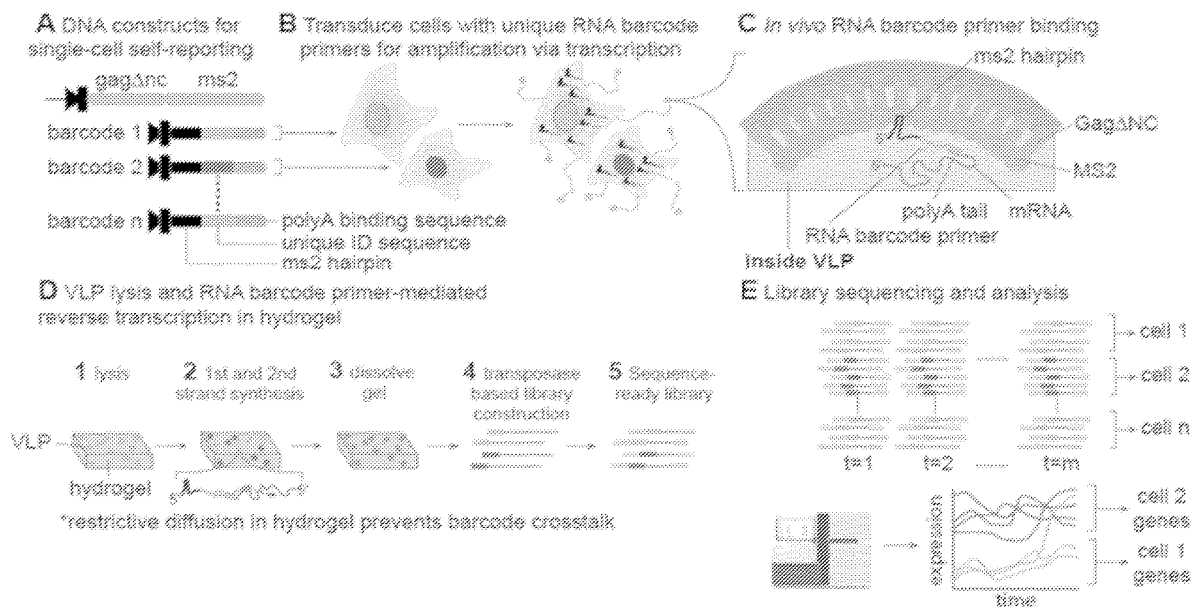 A DNA constructs for
single-cell self-reporting
gagΔnc ms2
barcode 1
barcode 2
barcode n
polyA binding sequence
unique ID sequence
ms2 hairpin
B Transduce cells with unique RNA barcode
primers for amplification via transcription
C In vivo RNA barcode primer binding
ms2 hairpin
GagΔNC
MS2
polyA tail mRNA
RNA barcode primer
Inside VLP
D VLP lysis and RNA barcode primer-mediated
reverse transcription in hydrogel
1 lysis
2 1st and 2nd
strand synthesis
3 dissolve
gel
4 transposase
based library
construction
5 Sequence-
ready library
VLP
hydrogel
5'
*restrictive diffusion in hydrogel prevents barcode crosstalk
E Library sequencing and analysis
cell 1
cell 2
cell n
t=1 t=2 t=m
expression
time
cell 2
genes
cell 1
genes